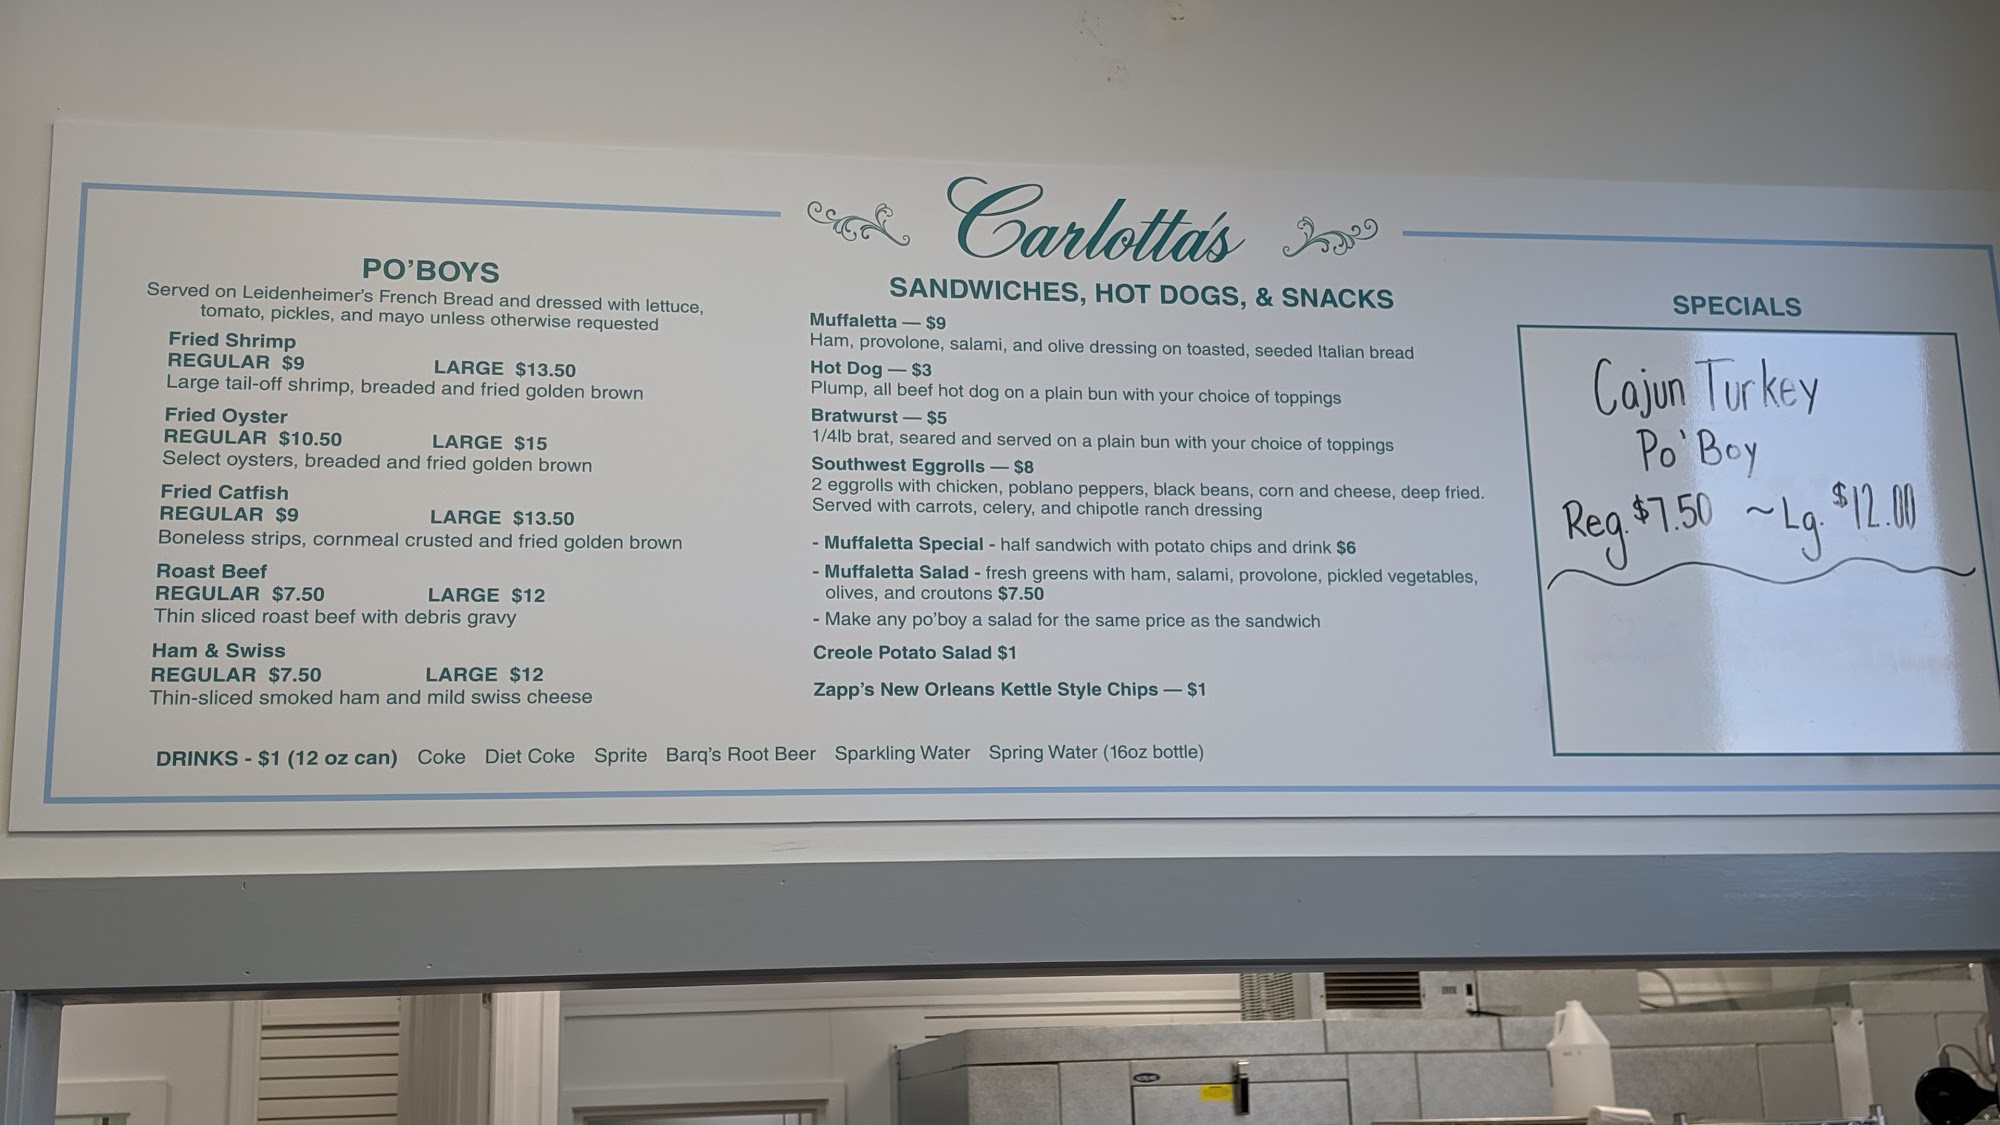 Carlotta's
PO'BOYS
Served on Leidenheimer's French Bread and dressed with lettuce,
tomato, pickles, and mayo unless otherwise requested
Fried Shrimp
REGULAR $9 LARGE $13.50
Large tail-off shrimp, breaded and fried golden brown
Fried Oyster
REGULAR $10.50 LARGE $15
Select oysters, breaded and fried golden brown
Fried Catfish
REGULAR $9 LARGE $13.50
Boneless strips, cornmeal crusted and fried golden brown
Roast Beef
REGULAR $7.50 LARGE $12
Thin sliced roast beef with debris gravy
Ham & Swiss
REGULAR $7.50 LARGE $12
Thin-sliced smoked ham and mild swiss cheese
SANDWICHES, HOT DOGS, & SNACKS
Muffaletta — $9
Ham, provolone, salami, and olive dressing on toasted, seeded Italian bread
Hot Dog — $3
Plump, all beef hot dog on a plain bun with your choice of toppings
Bratwurst — $5
1/4lb brat, seared and served on a plain bun with your choice of toppings
Southwest Eggrolls — $8
2 eggrolls with chicken, poblano peppers, black beans, corn and cheese, deep fried.
Served with carrots, celery, and chipotle ranch dressing
- Muffaletta Special - half sandwich with potato chips and drink $6
- Muffaletta Salad - fresh greens with ham, salami, provolone, pickled vegetables,
olives, and croutons $7.50
- Make any po'boy a salad for the same price as the sandwich
Creole Potato Salad $1
Zapp's New Orleans Kettle Style Chips — $1
DRINKS - $1 (12 oz can) Coke Diet Coke Sprite Barq's Root Beer Sparkling Water Spring Water (16oz bottle)
SPECIALS
Cajun Turkey
Po' Boy
Reg. $7.50 ~ Lg. $12.00